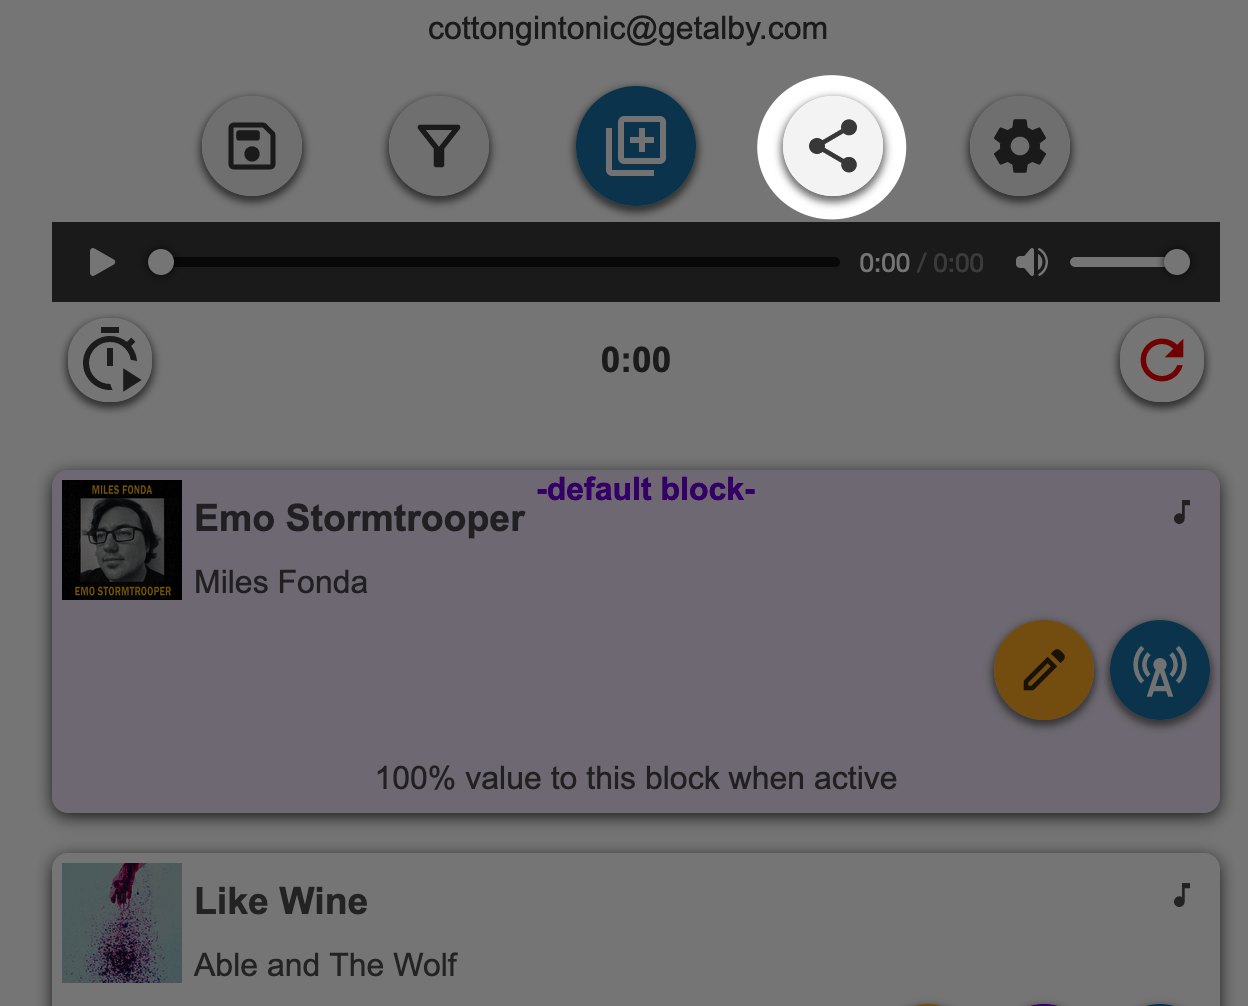 cottongintonic@getalby.com
0:00 / 0:00
0:00
-default block-
MILES FONDA
EMO STORMTROOPER
Emo Stormtrooper
Miles Fonda
100% value to this block when active
Like Wine
Able and The Wolf